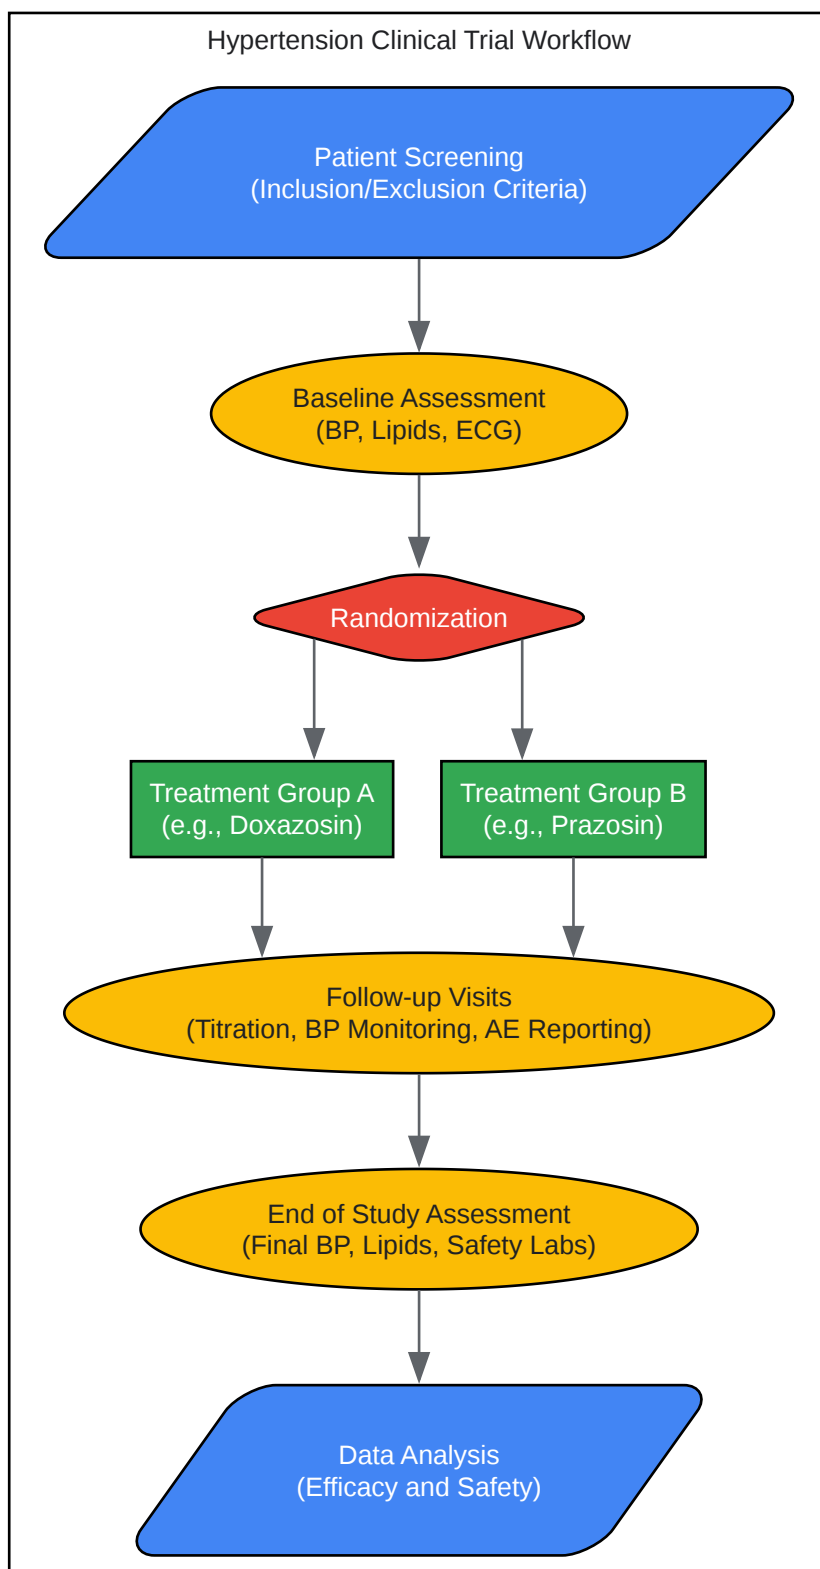 Hypertension Clinical Trial Workflow
Patient Screening
(Inclusion/Exclusion Criteria)
Baseline Assessment
(BP, Lipids, ECG)
Randomization
Treatment Group A
(e.g., Doxazosin)
Treatment Group B
(e.g., Prazosin)
Follow-up Visits
(Titration, BP Monitoring, AE Reporting)
End of Study Assessment
(Final BP, Lipids, Safety Labs)
Data Analysis
(Efficacy and Safety)